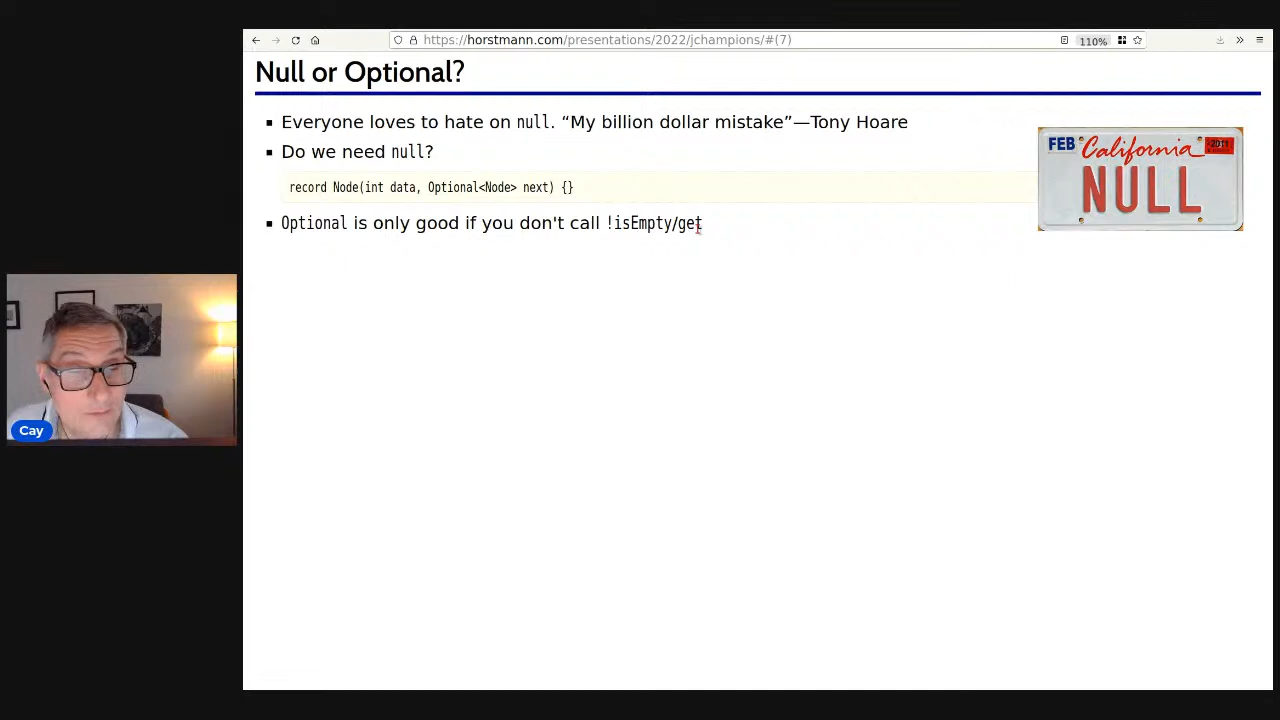 https://horstmann.com/presentations/2022/jchampions/#(7)
110%
Null or Optional?
Everyone loves to hate on null. “My billion dollar mistake”—Tony Hoare
Do we need null?
record Node(int data, Optional<Node> next) {}
Optional is only good if you don't call !isEmpty/get
FEB California 2011
NULL
Cay